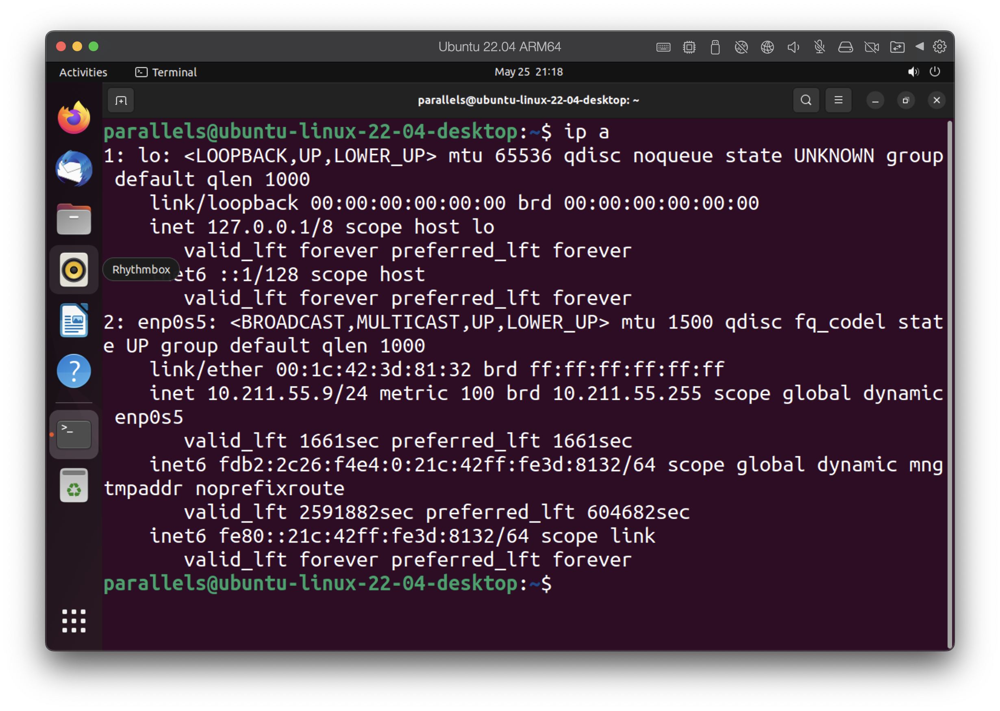 Ubuntu 22.04 ARM64
Activities Terminal May 25 21:18
parallels@ubuntu-linux-22-04-desktop: ~
parallels@ubuntu-linux-22-04-desktop:~$ ip a
1: lo: <LOOPBACK,UP,LOWER_UP> mtu 65536 qdisc noqueue state UNKNOWN group
 default qlen 1000
    link/loopback 00:00:00:00:00:00 brd 00:00:00:00:00:00
    inet 127.0.0.1/8 scope host lo
       valid_lft forever preferred_lft forever
Rhythmbox
    inet6 ::1/128 scope host
       valid_lft forever preferred_lft forever
2: enp0s5: <BROADCAST,MULTICAST,UP,LOWER_UP> mtu 1500 qdisc fq_codel stat
e UP group default qlen 1000
    link/ether 00:1c:42:3d:81:32 brd ff:ff:ff:ff:ff:ff
    inet 10.211.55.9/24 metric 100 brd 10.211.55.255 scope global dynamic
 enp0s5
       valid_lft 1661sec preferred_lft 1661sec
    inet6 fdb2:2c26:f4e4:0:21c:42ff:fe3d:8132/64 scope global dynamic mng
tmpaddr noprefixroute
       valid_lft 2591882sec preferred_lft 604682sec
    inet6 fe80::21c:42ff:fe3d:8132/64 scope link
       valid_lft forever preferred_lft forever
parallels@ubuntu-linux-22-04-desktop:~$